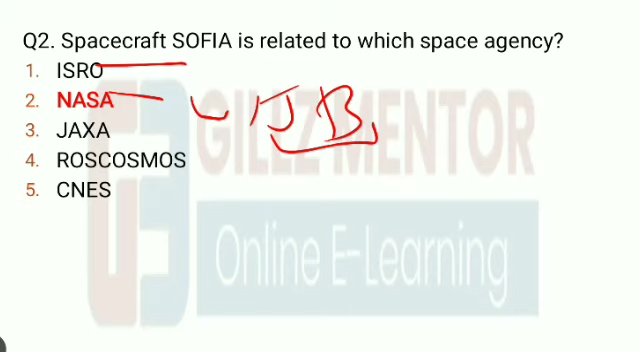 Q2. Spacecraft SOFIA is related to which space agency?
1. ISRO
2. NASA
3. JAXA
4. ROSCOSMOS
5. CNES
GILLZ MENTOR
Online E-Learning